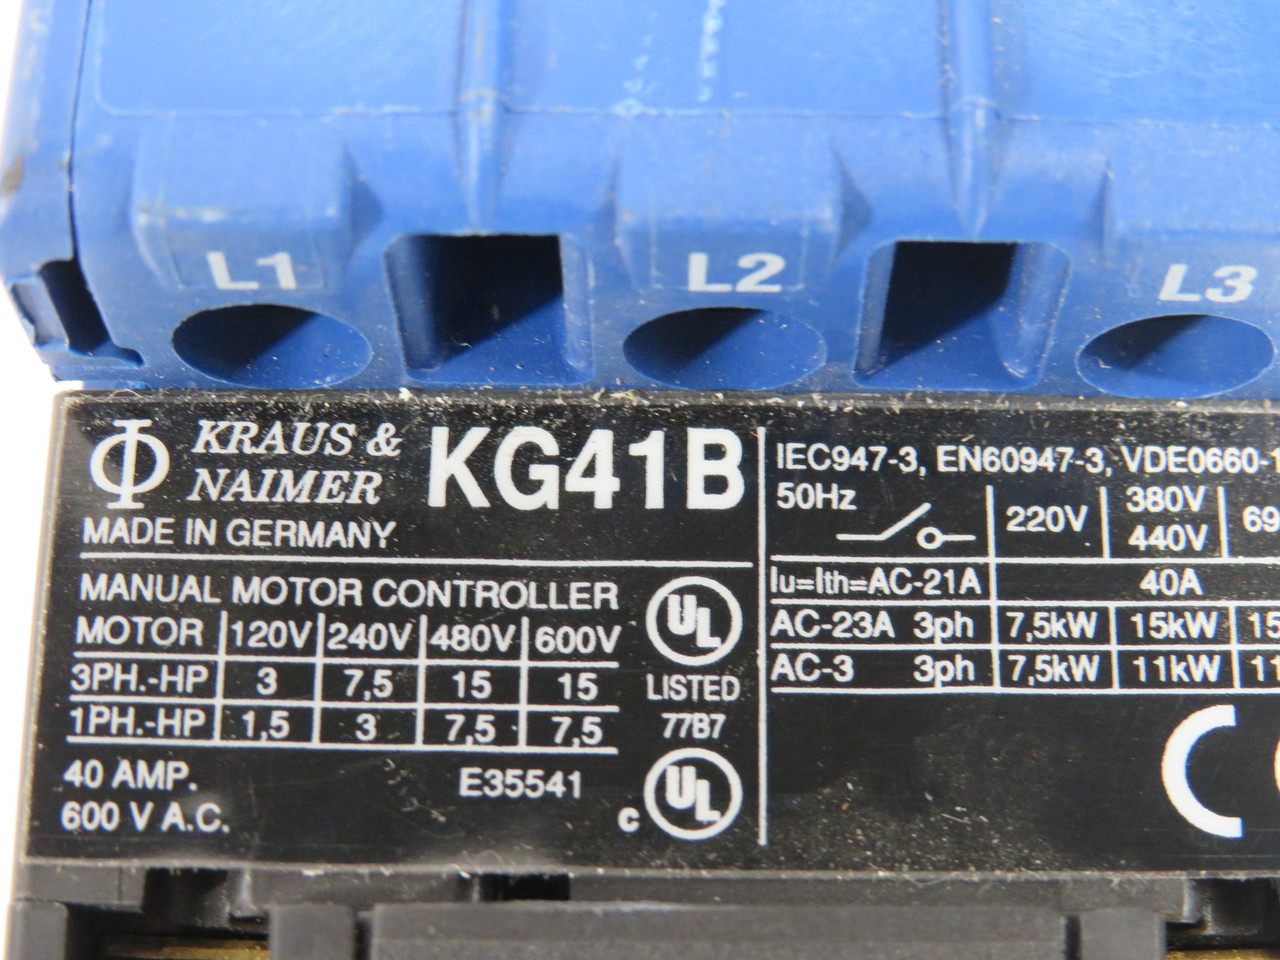 L1 L2 L3
KRAUS &
NAIMER
KG41B
MADE IN GERMANY
MANUAL MOTOR CONTROLLER
MOTOR 120V 240V 480V 600V
3PH.-HP 3 7,5 15 15
1PH.-HP 1,5 3 7,5 7,5
40 AMP.
600 V A.C.
E35541
UL
LISTED
77B7
c UL
IEC947-3, EN60947-3, VDE0660-1
50Hz 220V 380V 440V 69
Iu=Ith=AC-21A 40A
AC-23A 3ph 7,5kW 15kW 15
AC-3 3ph 7,5kW 11kW 11
C